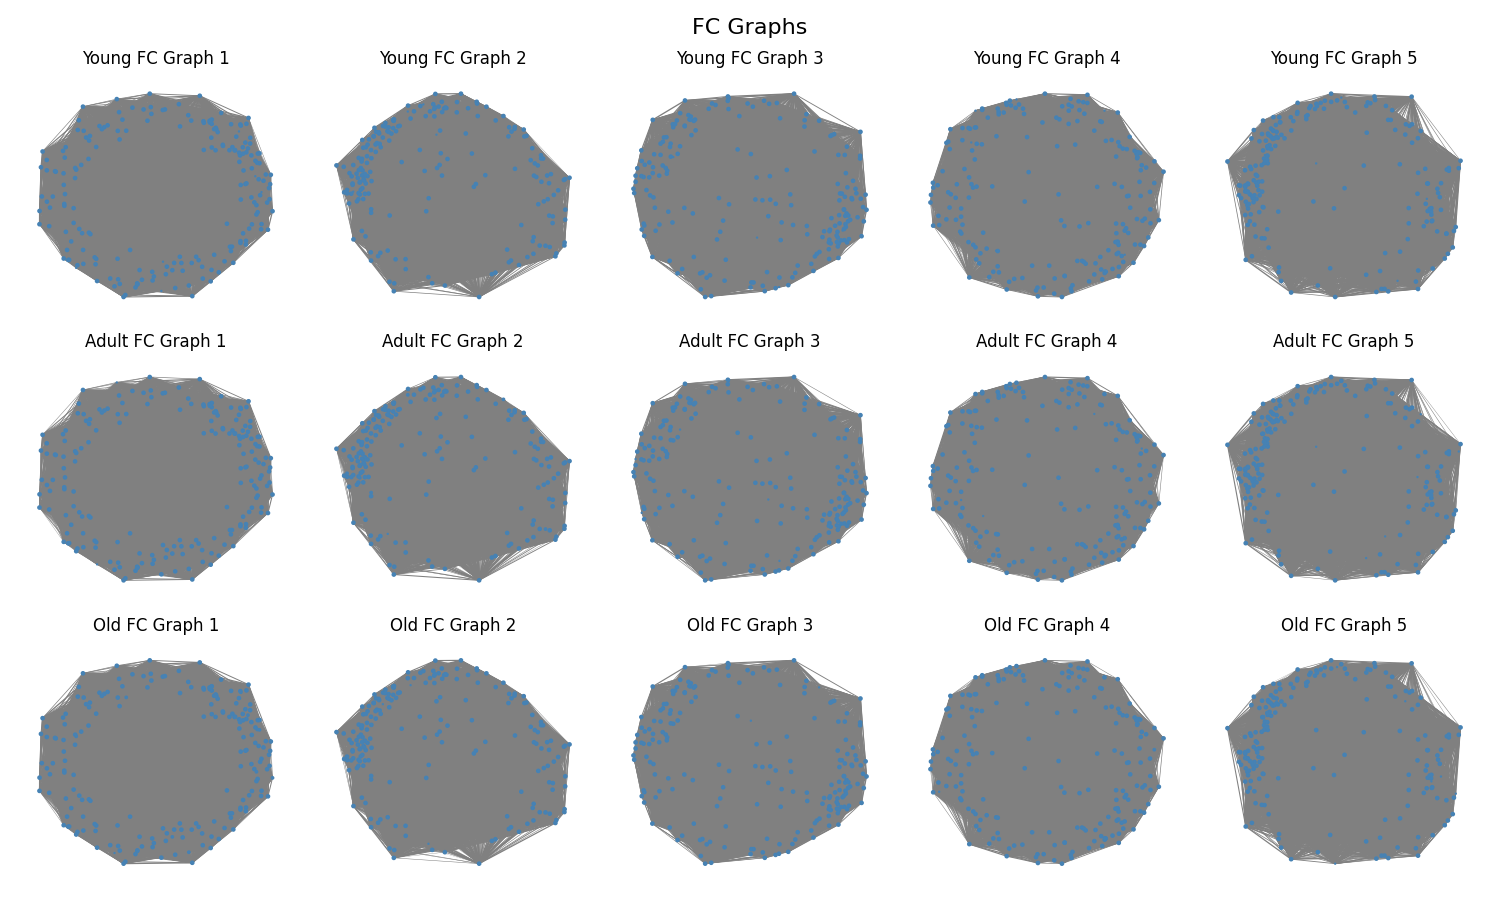 FC Graphs
Young FC Graph 1
Young FC Graph 2
Young FC Graph 3
Young FC Graph 4
Young FC Graph 5
Adult FC Graph 1
Adult FC Graph 2
Adult FC Graph 3
Adult FC Graph 4
Adult FC Graph 5
Old FC Graph 1
Old FC Graph 2
Old FC Graph 3
Old FC Graph 4
Old FC Graph 5